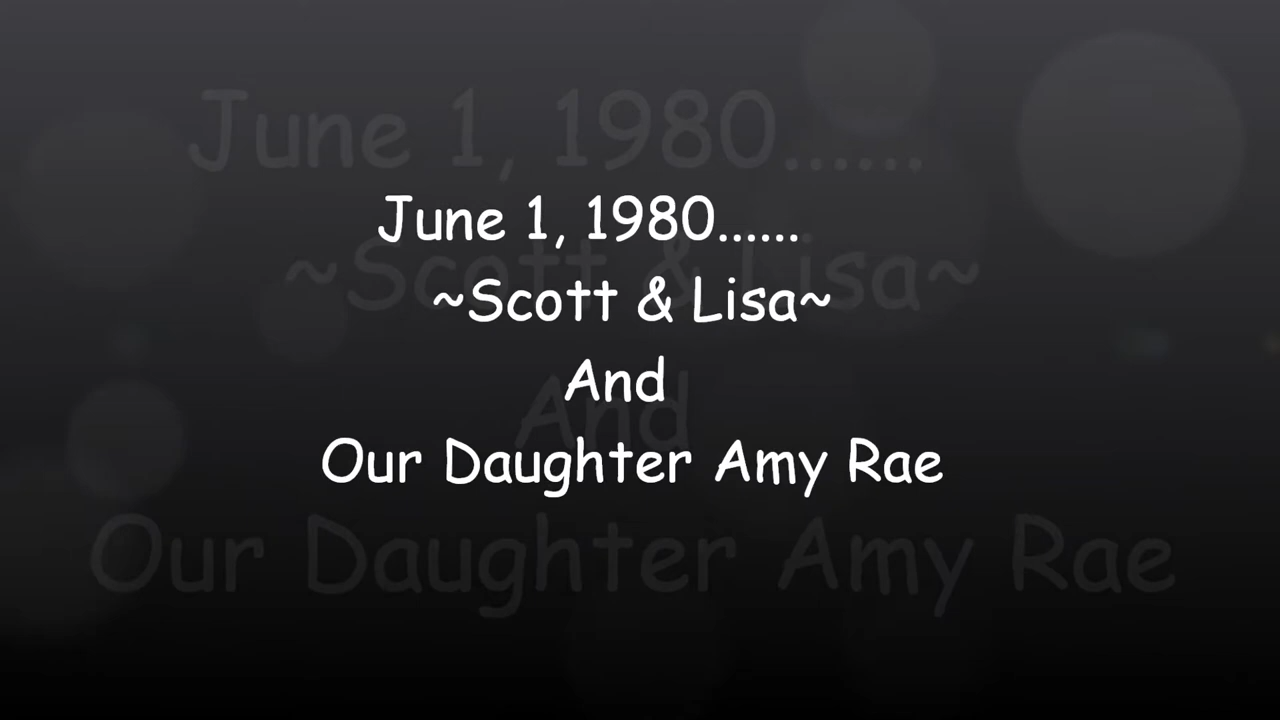 June 1, 1980......
~Scott & Lisa~
And
Our Daughter Amy Rae